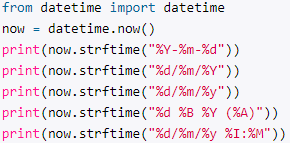 from datetime import datetime
now = datetime.now()
print(now.strftime("%Y-%m-%d"))
print(now.strftime("%d/%m/%Y"))
print(now.strftime("%d/%m/%y"))
print(now.strftime("%d %B %Y (%A)"))
print(now.strftime("%d/%m/%y %I:%M"))